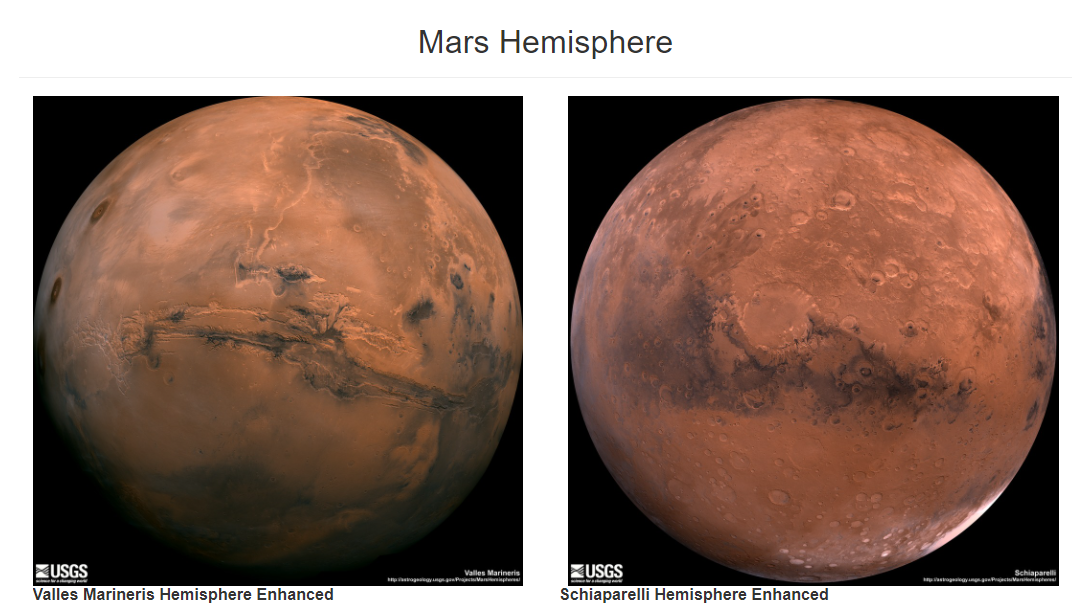 Mars Hemisphere
USGS
science for a changing world
Valles Marineris
http://astrogeology.usgs.gov/Projects/MarsHemispheres/
USGS
science for a changing world
Schiaparelli
http://astrogeology.usgs.gov/Projects/MarsHemispheres/
Valles Marineris Hemisphere Enhanced
Schiaparelli Hemisphere Enhanced